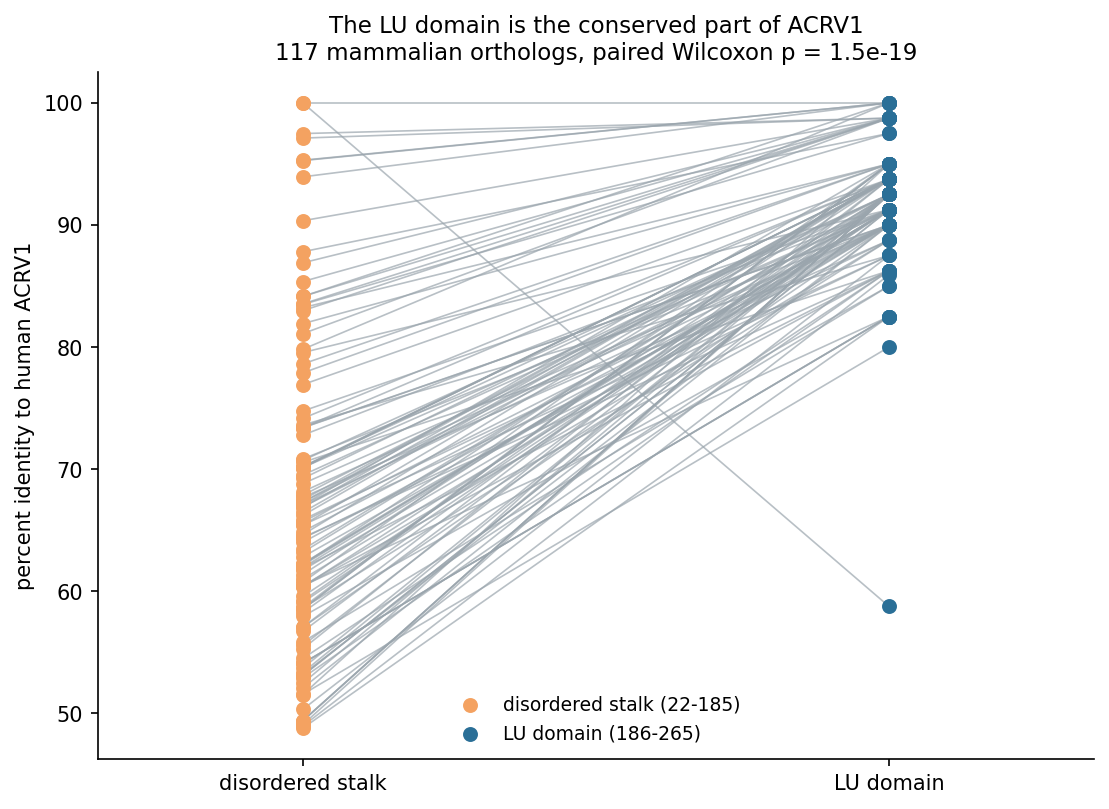 The LU domain is the conserved part of ACRV1
117 mammalian orthologs, paired Wilcoxon p = 1.5e-19
percent identity to human ACRV1
100
90
80
70
60
50
disordered stalk (22-185)
LU domain (186-265)
disordered stalk
LU domain